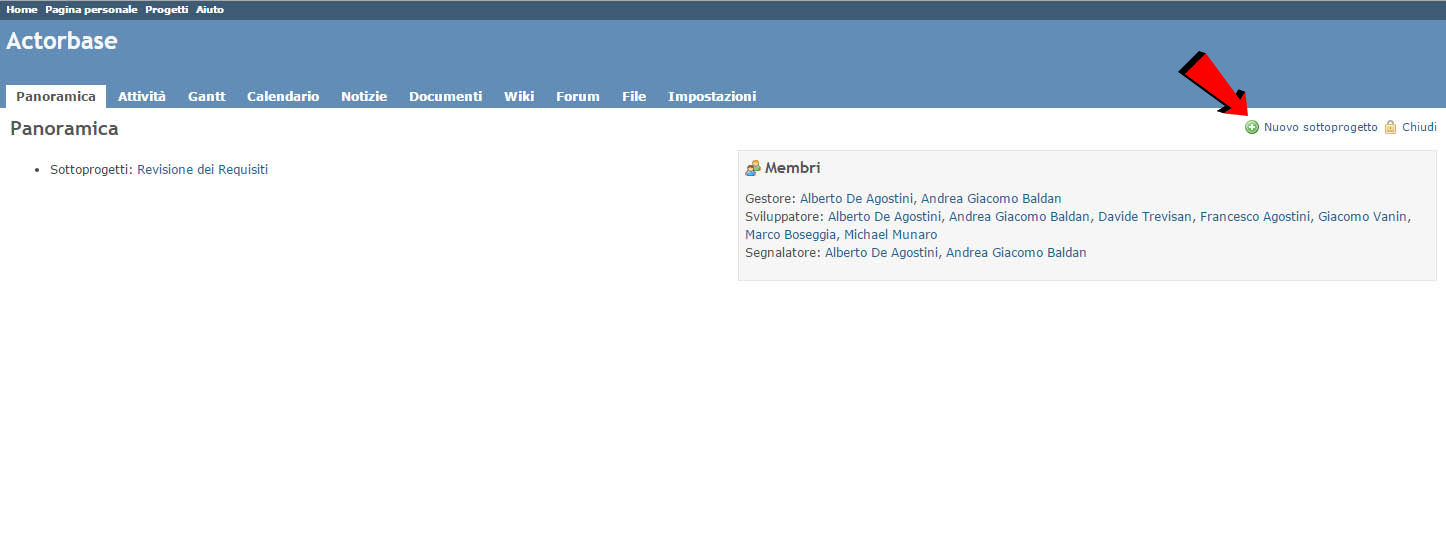 Home Pagina personale Progetti Aiuto
Actorbase
Panoramica Attività Gantt Calendario Notizie Documenti Wiki Forum File Impostazioni
Panoramica
Nuovo sottoprogetto Chiudi
Sottoprogetti: Revisione dei Requisiti
Membri
Gestore: Alberto De Agostini, Andrea Giacomo Baldan
Sviluppatore: Alberto De Agostini, Andrea Giacomo Baldan, Davide Trevisan, Francesco Agostini, Giacomo Vanin,
Marco Boseggia, Michael Munaro
Segnalatore: Alberto De Agostini, Andrea Giacomo Baldan